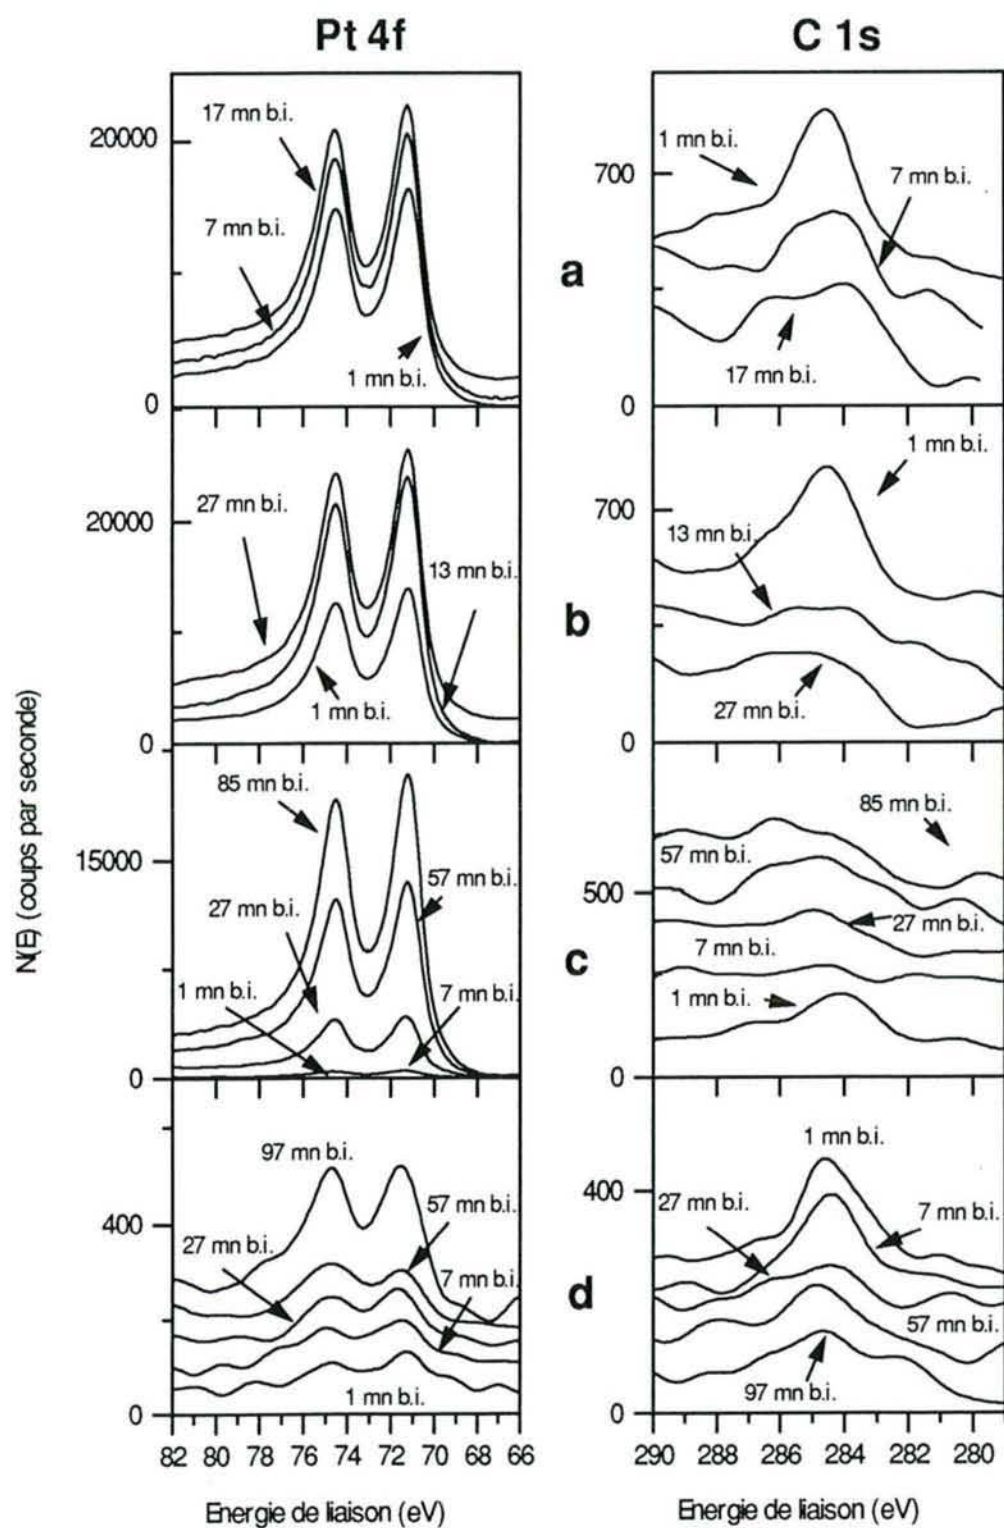 Pt 4f
C 1s
N(E) (coups par seconde)
20000
0
17 mn b.i.
7 mn b.i.
1 mn b.i.
a
700
0
1 mn b.i.
7 mn b.i.
17 mn b.i.
20000
0
27 mn b.i.
13 mn b.i.
1 mn b.i.
b
700
0
1 mn b.i.
13 mn b.i.
27 mn b.i.
15000
0
85 mn b.i.
57 mn b.i.
27 mn b.i.
1 mn b.i.
7 mn b.i.
c
500
0
85 mn b.i.
57 mn b.i.
27 mn b.i.
7 mn b.i.
1 mn b.i.
400
0
97 mn b.i.
57 mn b.i.
27 mn b.i.
7 mn b.i.
1 mn b.i.
d
400
0
1 mn b.i.
27 mn b.i.
7 mn b.i.
57 mn b.i.
97 mn b.i.
82 78 74 70 66
290 288 286 284 282 280
Energie de liaison (eV)
Energie de liaison (eV)